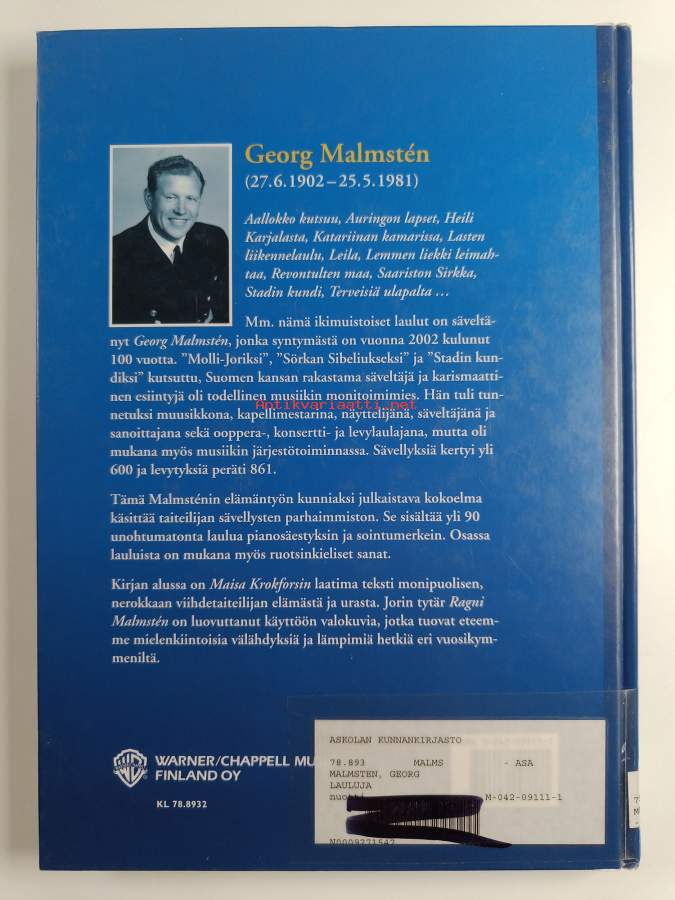 Georg Malmstén
(27.6.1902–25.5.1981)
Aallokko kutsuu, Auringon lapset, Heili
Karjalasta, Katariinan kamarissa, Lasten
liikennelaulu, Leila, Lemmen liekki leimah-
taa, Revontulten maa, Saariston Sirkka,
Stadin kundi, Terveisiä ulapalta …
Mm. nämä ikimuistoiset laulut on säveltä-
nyt Georg Malmstén, jonka syntymästä on vuonna 2002 kulunut
100 vuotta. ”Molli-Joriksi”, ”Sörkan Sibeliukseksi” ja ”Stadin kun-
diksi” kutsuttu, Suomen kansan rakastama säveltäjä ja karismaatti-
nen esiintyjä oli todellinen musiikin monitoimimies. Hän tuli tun-
Antikvariaatti.net
netuksi muusikkona, kapellimestarina, näyttelijänä, säveltäjänä ja
sanoittajana sekä ooppera-, konsertti- ja levylaulajana, mutta oli
mukana myös musiikin järjestötoiminnassa. Sävellyksiä kertyi yli
600 ja levytyksiä peräti 861.
Tämä Malmsténin elämäntyön kunniaksi julkaistava kokoelma
käsittää taiteilijan sävellysten parhaimmiston. Se sisältää yli 90
unohtumatonta laulua pianosäestyksin ja sointumerkein. Osassa
lauluista on mukana myös ruotsinkieliset sanat.
Kirjan alussa on Maisa Krokforsin laatima teksti monipuolisen,
nerokkaan viihdetaiteilijan elämästä ja urasta. Jorin tytär Ragni
Malmstén on luovuttanut käyttöön valokuvia, jotka tuovat eteem-
me mielenkiintoisia välähdyksiä ja lämpimiä hetkiä eri vuosikym-
meniltä.
WARNER/CHAPPELL MU
FINLAND OY
KL 78.8932
ASKOLAN KUNNANKIRJASTO
78.893 MALMS - ASA
MALMSTEN, GEORG
LAULUJA
nuotti M-042-09111-1
N0009271547